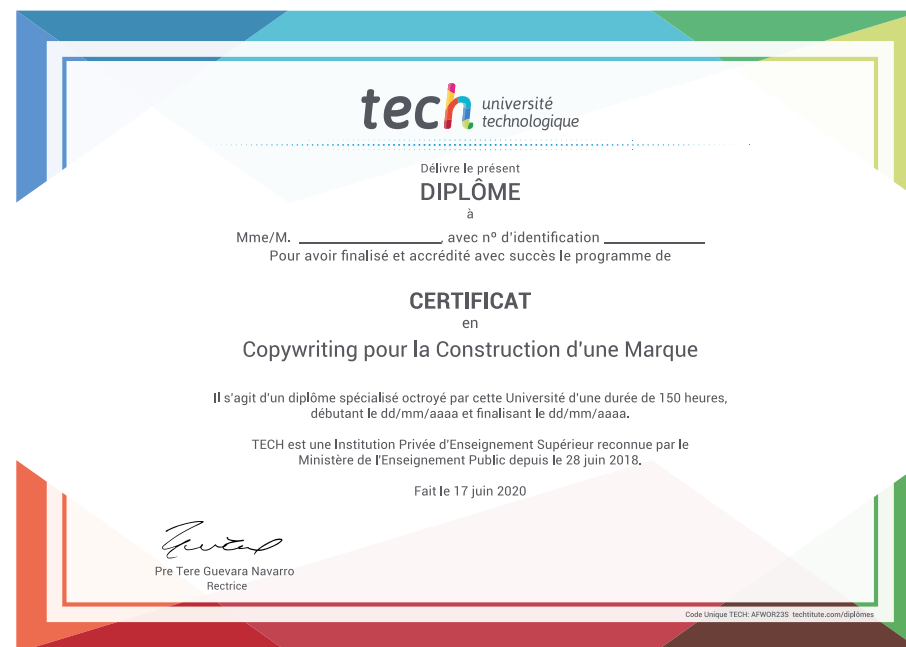 tech université
technologique
Délivre le présent
DIPLÔME
à
Mme/M. ____________________, avec nº d'identification ______________
Pour avoir finalisé et accrédité avec succès le programme de
CERTIFICAT
en
Copywriting pour la Construction d'une Marque
Il s'agit d'un diplôme spécialisé octroyé par cette Université d'une durée de 150 heures,
débutant le dd/mm/aaaa et finalisant le dd/mm/aaaa.
TECH est une Institution Privée d'Enseignement Supérieur reconnue par le
Ministère de l'Enseignement Public depuis le 28 juin 2018.
Fait le 17 juin 2020
Pre Tere Guevara Navarro
Rectrice
Code Unique TECH: AFWOR23S techtitute.com/diplômes